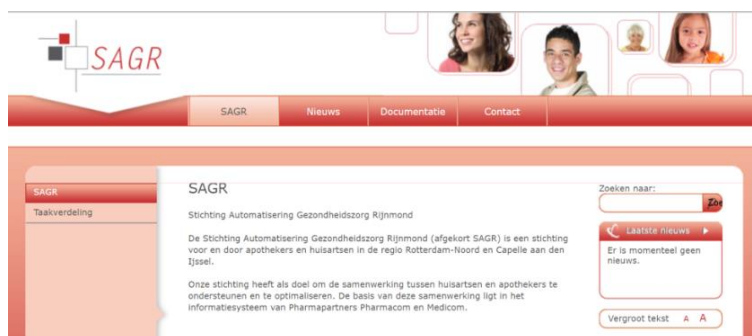 SAGR
SAGR
Nieuws
Documentatie
Contact
SAGR
Taakverdeling
SAGR
Stichting Automatisering Gezondheidszorg Rijnmond
De Stichting Automatisering Gezondheidszorg Rijnmond (afgekort SAGR) is een stichting
voor en door apothekers en huisartsen in de regio Rotterdam-Noord en Capelle aan den
Ijssel.
Onze stichting heeft als doel om de samenwerking tussen huisartsen en apothekers te
ondersteunen en te optimaliseren. De basis van deze samenwerking ligt in het
informatiesysteem van Pharmapartners Pharmacom en Medicom.
Zoeken naar:
Zoe
Laatste nieuws
Er is momenteel geen
nieuws.
Vergroot tekst A A